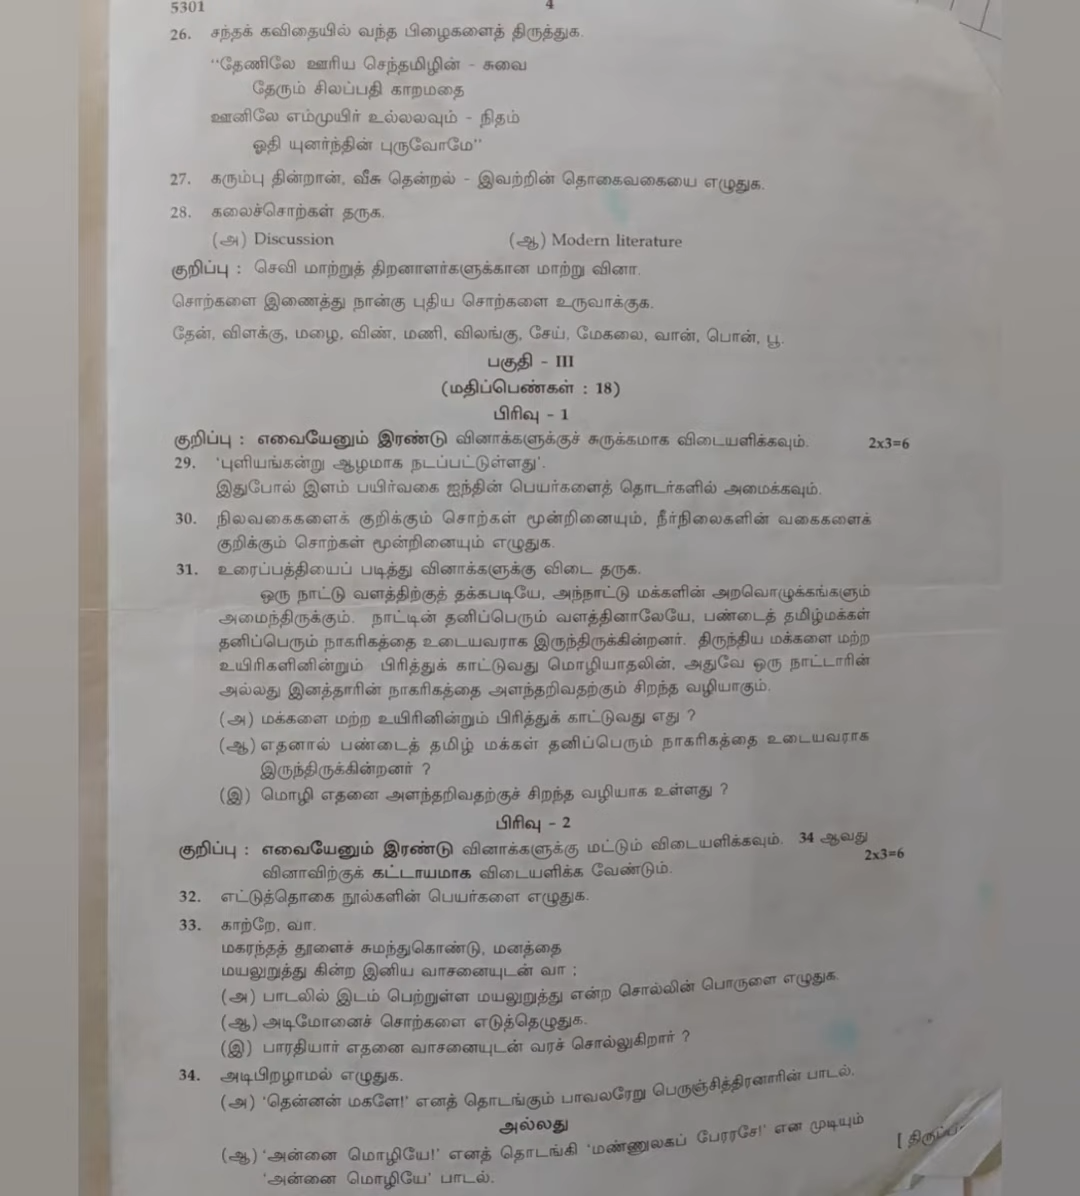 5301
4
26. சந்தக் கவிதையில் வந்த பிழைகளைத் திருத்துக.
“தேணிலே ஊரிய செந்தமிழின் - சுவை
தேரும் சிலப்பதி காறமதை
ஊனிலே எம்முயிர் உல்லலவும் - நிதம்
ஓதி யுனர்ந்தின் புருவோமே”
27. கரும்பு தின்றான், வீசு தென்றல் - இவற்றின் தொகைவகையை எழுதுக.
28. கலைச்சொற்கள் தருக.
(அ) Discussion (ஆ) Modern literature
குறிப்பு : செவி மாற்றுத் திறனாளர்களுக்கான மாற்று வினா.
சொற்களை இணைத்து நான்கு புதிய சொற்களை உருவாக்குக.
தேன், விளக்கு, மழை, விண், மணி, விலங்கு, சேய், மேகலை, வான், பொன், பூ.
பகுதி - III
(மதிப்பெண்கள் : 18)
பிரிவு - 1
குறிப்பு : எவையேனும் இரண்டு வினாக்களுக்குச் சுருக்கமாக விடையளிக்கவும். 2x3=6
29. ‘புளியங்கன்று ஆழமாக நடப்பட்டுள்ளது’.
இதுபோல் இளம் பயிர்வகை ஐந்தின் பெயர்களைத் தொடர்களில் அமைக்கவும்.
30. நிலவகைகளைக் குறிக்கும் சொற்கள் மூன்றினையும், நீர்நிலைகளின் வகைகளைக்
குறிக்கும் சொற்கள் மூன்றினையும் எழுதுக.
31. உரைப்பத்தியைப் படித்து வினாக்களுக்கு விடை தருக.
ஒரு நாட்டு வளத்திற்குத் தக்கபடியே, அந்நாட்டு மக்களின் அறவொழுக்கங்களும்
அமைந்திருக்கும். நாட்டின் தனிப்பெரும் வளத்தினாலேயே, பண்டைத் தமிழ்மக்கள்
தனிப்பெரும் நாகரிகத்தை உடையவராக இருந்திருக்கின்றனர். திருந்திய மக்களை மற்ற
உயிரிகளினின்றும் பிரித்துக் காட்டுவது மொழியாதலின், அதுவே ஒரு நாட்டாரின்
அல்லது இனத்தாரின் நாகரிகத்தை அளந்தறிவதற்கும் சிறந்த வழியாகும்.
(அ) மக்களை மற்ற உயிரினின்றும் பிரித்துக் காட்டுவது எது ?
(ஆ) எதனால் பண்டைத் தமிழ் மக்கள் தனிப்பெரும் நாகரிகத்தை உடையவராக
இருந்திருக்கின்றனர் ?
(இ) மொழி எதனை அளந்தறிவதற்குச் சிறந்த வழியாக உள்ளது ?
பிரிவு - 2
குறிப்பு : எவையேனும் இரண்டு வினாக்களுக்கு மட்டும் விடையளிக்கவும். 34 ஆவது
வினாவிற்குக் கட்டாயமாக விடையளிக்க வேண்டும். 2x3=6
32. எட்டுத்தொகை நூல்களின் பெயர்களை எழுதுக.
33. காற்றே, வா.
மகரந்தத் தூளைச் சுமந்துகொண்டு, மனத்தை
மயலுறுத்து கின்ற இனிய வாசனையுடன் வா ;
(அ) பாடலில் இடம் பெற்றுள்ள மயலுறுத்து என்ற சொல்லின் பொருளை எழுதுக.
(ஆ) அடிமோனைச் சொற்களை எடுத்தெழுதுக.
(இ) பாரதியார் எதனை வாசனையுடன் வரச் சொல்லுகிறார் ?
34. அடிபிறழாமல் எழுதுக.
(அ) ‘தென்னன் மகளே!’ எனத் தொடங்கும் பாவலரேறு பெருஞ்சித்திரனாரின் பாடல்.
அல்லது
(ஆ) ‘அன்னை மொழியே!’ எனத் தொடங்கி ‘மண்ணுலகப் பேரரசே!’ என முடியும்
‘அன்னை மொழியே’ பாடல்.